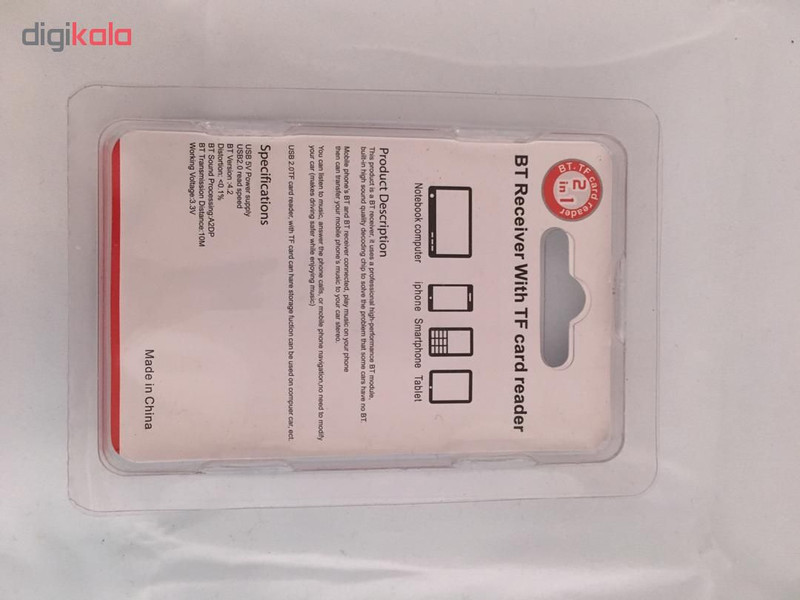 digikala
BT.TF card
2
in 1
reader
BT Receiver With TF card reader
Notebook computer
iphone
Smartphone
Tablet
Product Description
This product is a BT receiver, it uses a professional high-performance BT module,
built-in high sound quality decoding chip to solve the problem that some cars have no BT.
Mobile phone's BT and BT receiver connected, play music on your phone
then can transfer your mobile phone's music to your car stereo.
You can listen to music, answer the phone calls, or mobile phone navigation,no need to modify
your car (makes driving safer while enjoying music)
USB 2.0TF card reader, with TF card can hare storage fuction can be used on compuer car, ect.
Specifications
USB 5V Power supply
USB2.0 read speed
BT Version :4.2
Distortion: <0.1%
BT Sound Processing:A2DP
BT Transmission Distance:10M
Working Voltage:3.3V
Made in China